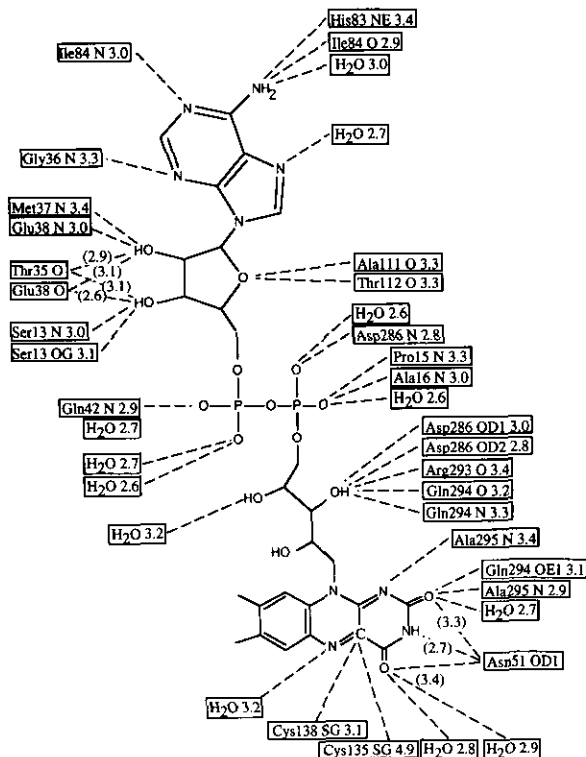 His83 NE 3.4
Ile84 O 2.9
Ile84 N 3.0
H2O 3.0
NH2
N
H2O 2.7
N
Gly36 N 3.3
N
N
Met37 N 3.4
Glu38 N 3.0
(2.9)
HO
Thr35 O
(3.1)
Ala111 O 3.3
O
Glu38 O
(3.1)
Thr112 O 3.3
(2.6)
HO
H2O 2.6
Ser13 N 3.0
Asp286 N 2.8
Ser13 OG 3.1
Pro15 N 3.3
O
O
Ala16 N 3.0
Gln42 N 2.9
O P O P O
H2O 2.6
H2O 2.7
O
O
Asp286 OD1 3.0
H2O 2.7
Asp286 OD2 2.8
H2O 2.6
Arg293 O 3.4
HO
OH
Gln294 O 3.2
Gln294 N 3.3
H2O 3.2
Ala295 N 3.4
HO
Gln294 OE1 3.1
Ala295 N 2.9
N
N
O
H2O 2.7
(3.3)
NH
(2.7)
N
C
Asn51 OD1
O
(3.4)
H2O 3.2
Cys138 SG 3.1
Cys135 SG 4.9
H2O 2.8
H2O 2.9